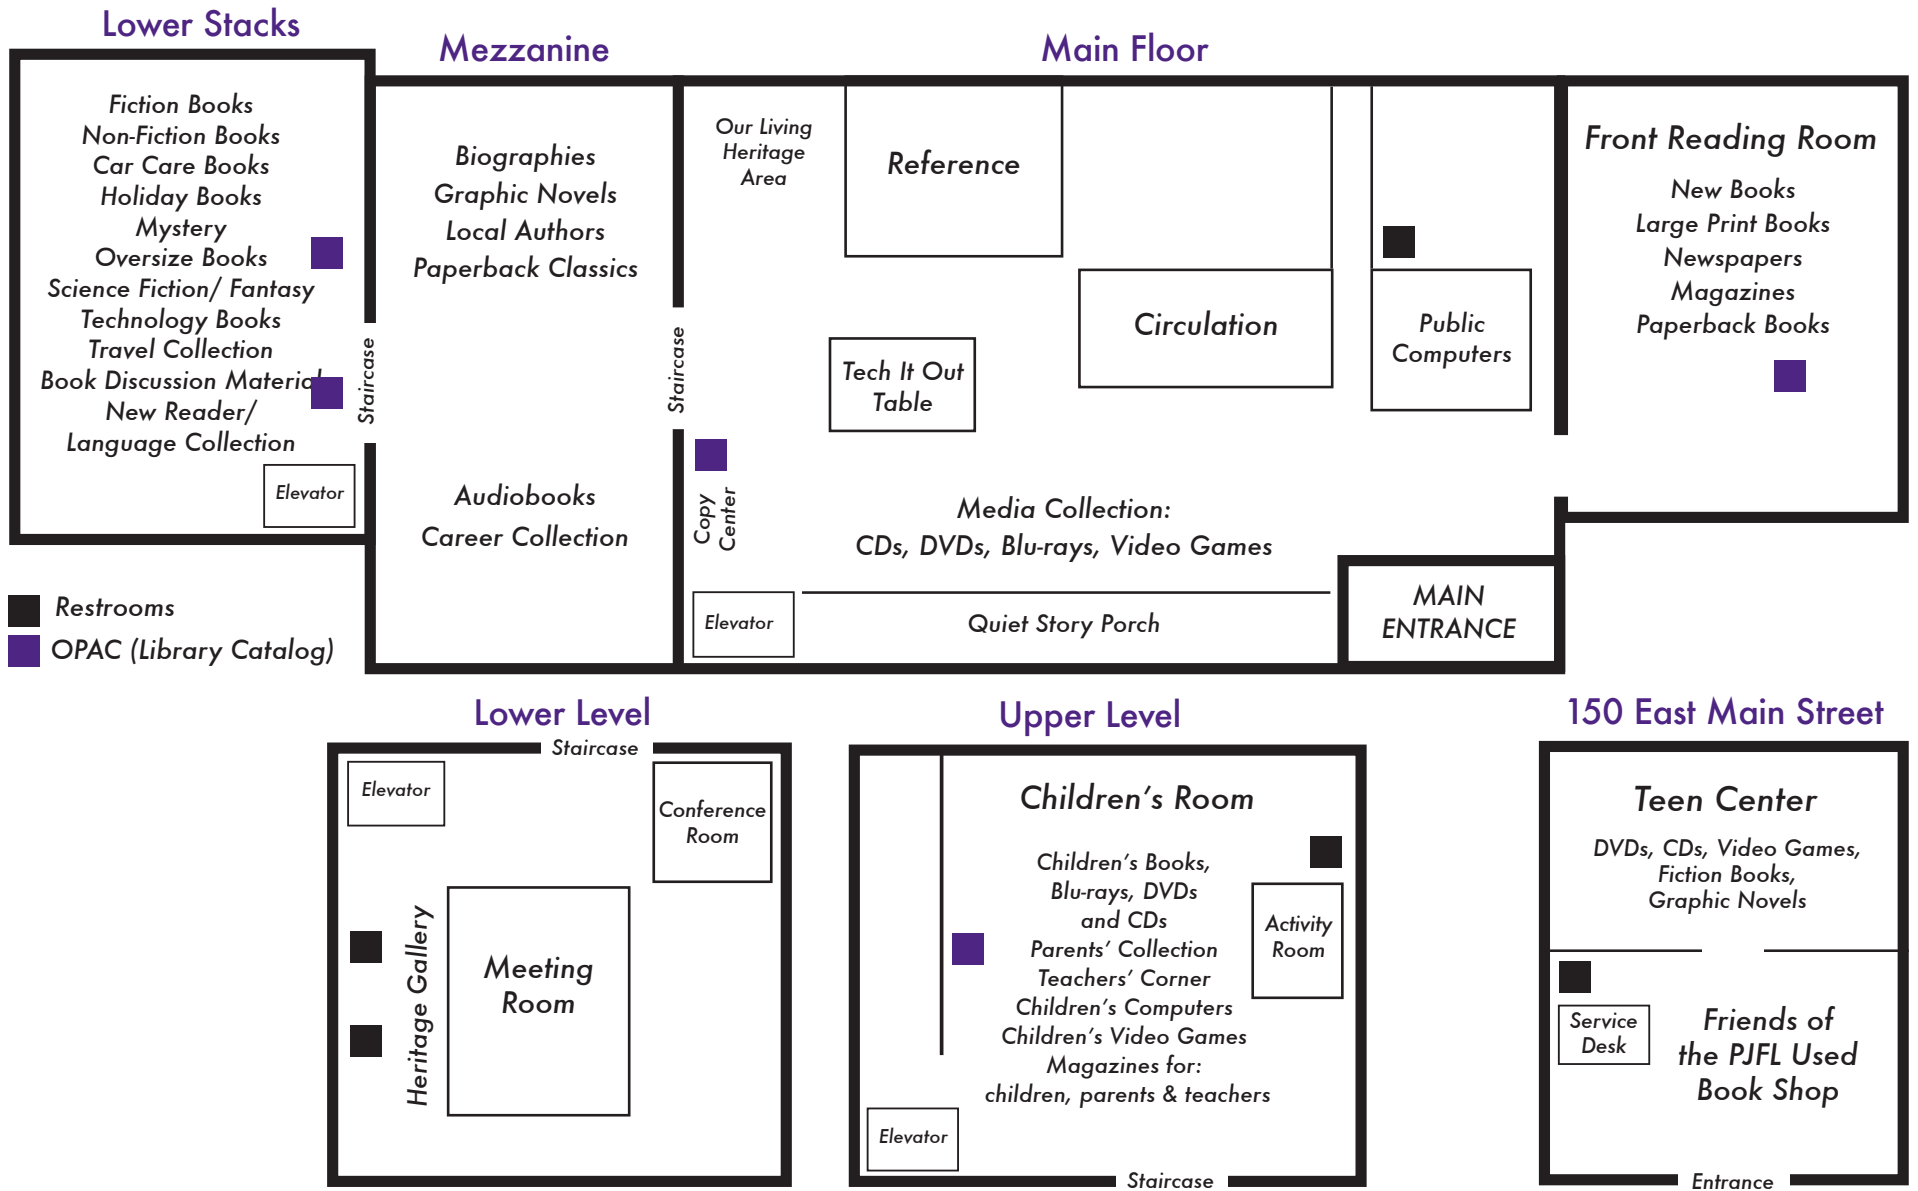 Lower Stacks
Fiction Books
Non-Fiction Books
Car Care Books
Holiday Books
Mystery
Oversize Books
Science Fiction/ Fantasy
Technology Books
Travel Collection
Book Discussion Material
New Reader/
Language Collection
Elevator
Staircase
Mezzanine
Biographies
Graphic Novels
Local Authors
Paperback Classics
Audiobooks
Career Collection
Staircase
Main Floor
Our Living
Heritage
Area
Reference
Circulation
Public
Computers
Tech It Out
Table
Copy
Center
Media Collection:
CDs, DVDs, Blu-rays, Video Games
Elevator
Quiet Story Porch
MAIN
ENTRANCE
Front Reading Room
New Books
Large Print Books
Newspapers
Magazines
Paperback Books
Restrooms
OPAC (Library Catalog)
Lower Level
Staircase
Elevator
Conference
Room
Heritage Gallery
Meeting
Room
Upper Level
Children's Room
Children's Books,
Blu-rays, DVDs
and CDs
Parents' Collection
Teachers' Corner
Children's Computers
Children's Video Games
Magazines for:
children, parents & teachers
Activity
Room
Elevator
Staircase
150 East Main Street
Teen Center
DVDs, CDs, Video Games,
Fiction Books,
Graphic Novels
Service
Desk
Friends of
the PJFL Used
Book Shop
Entrance